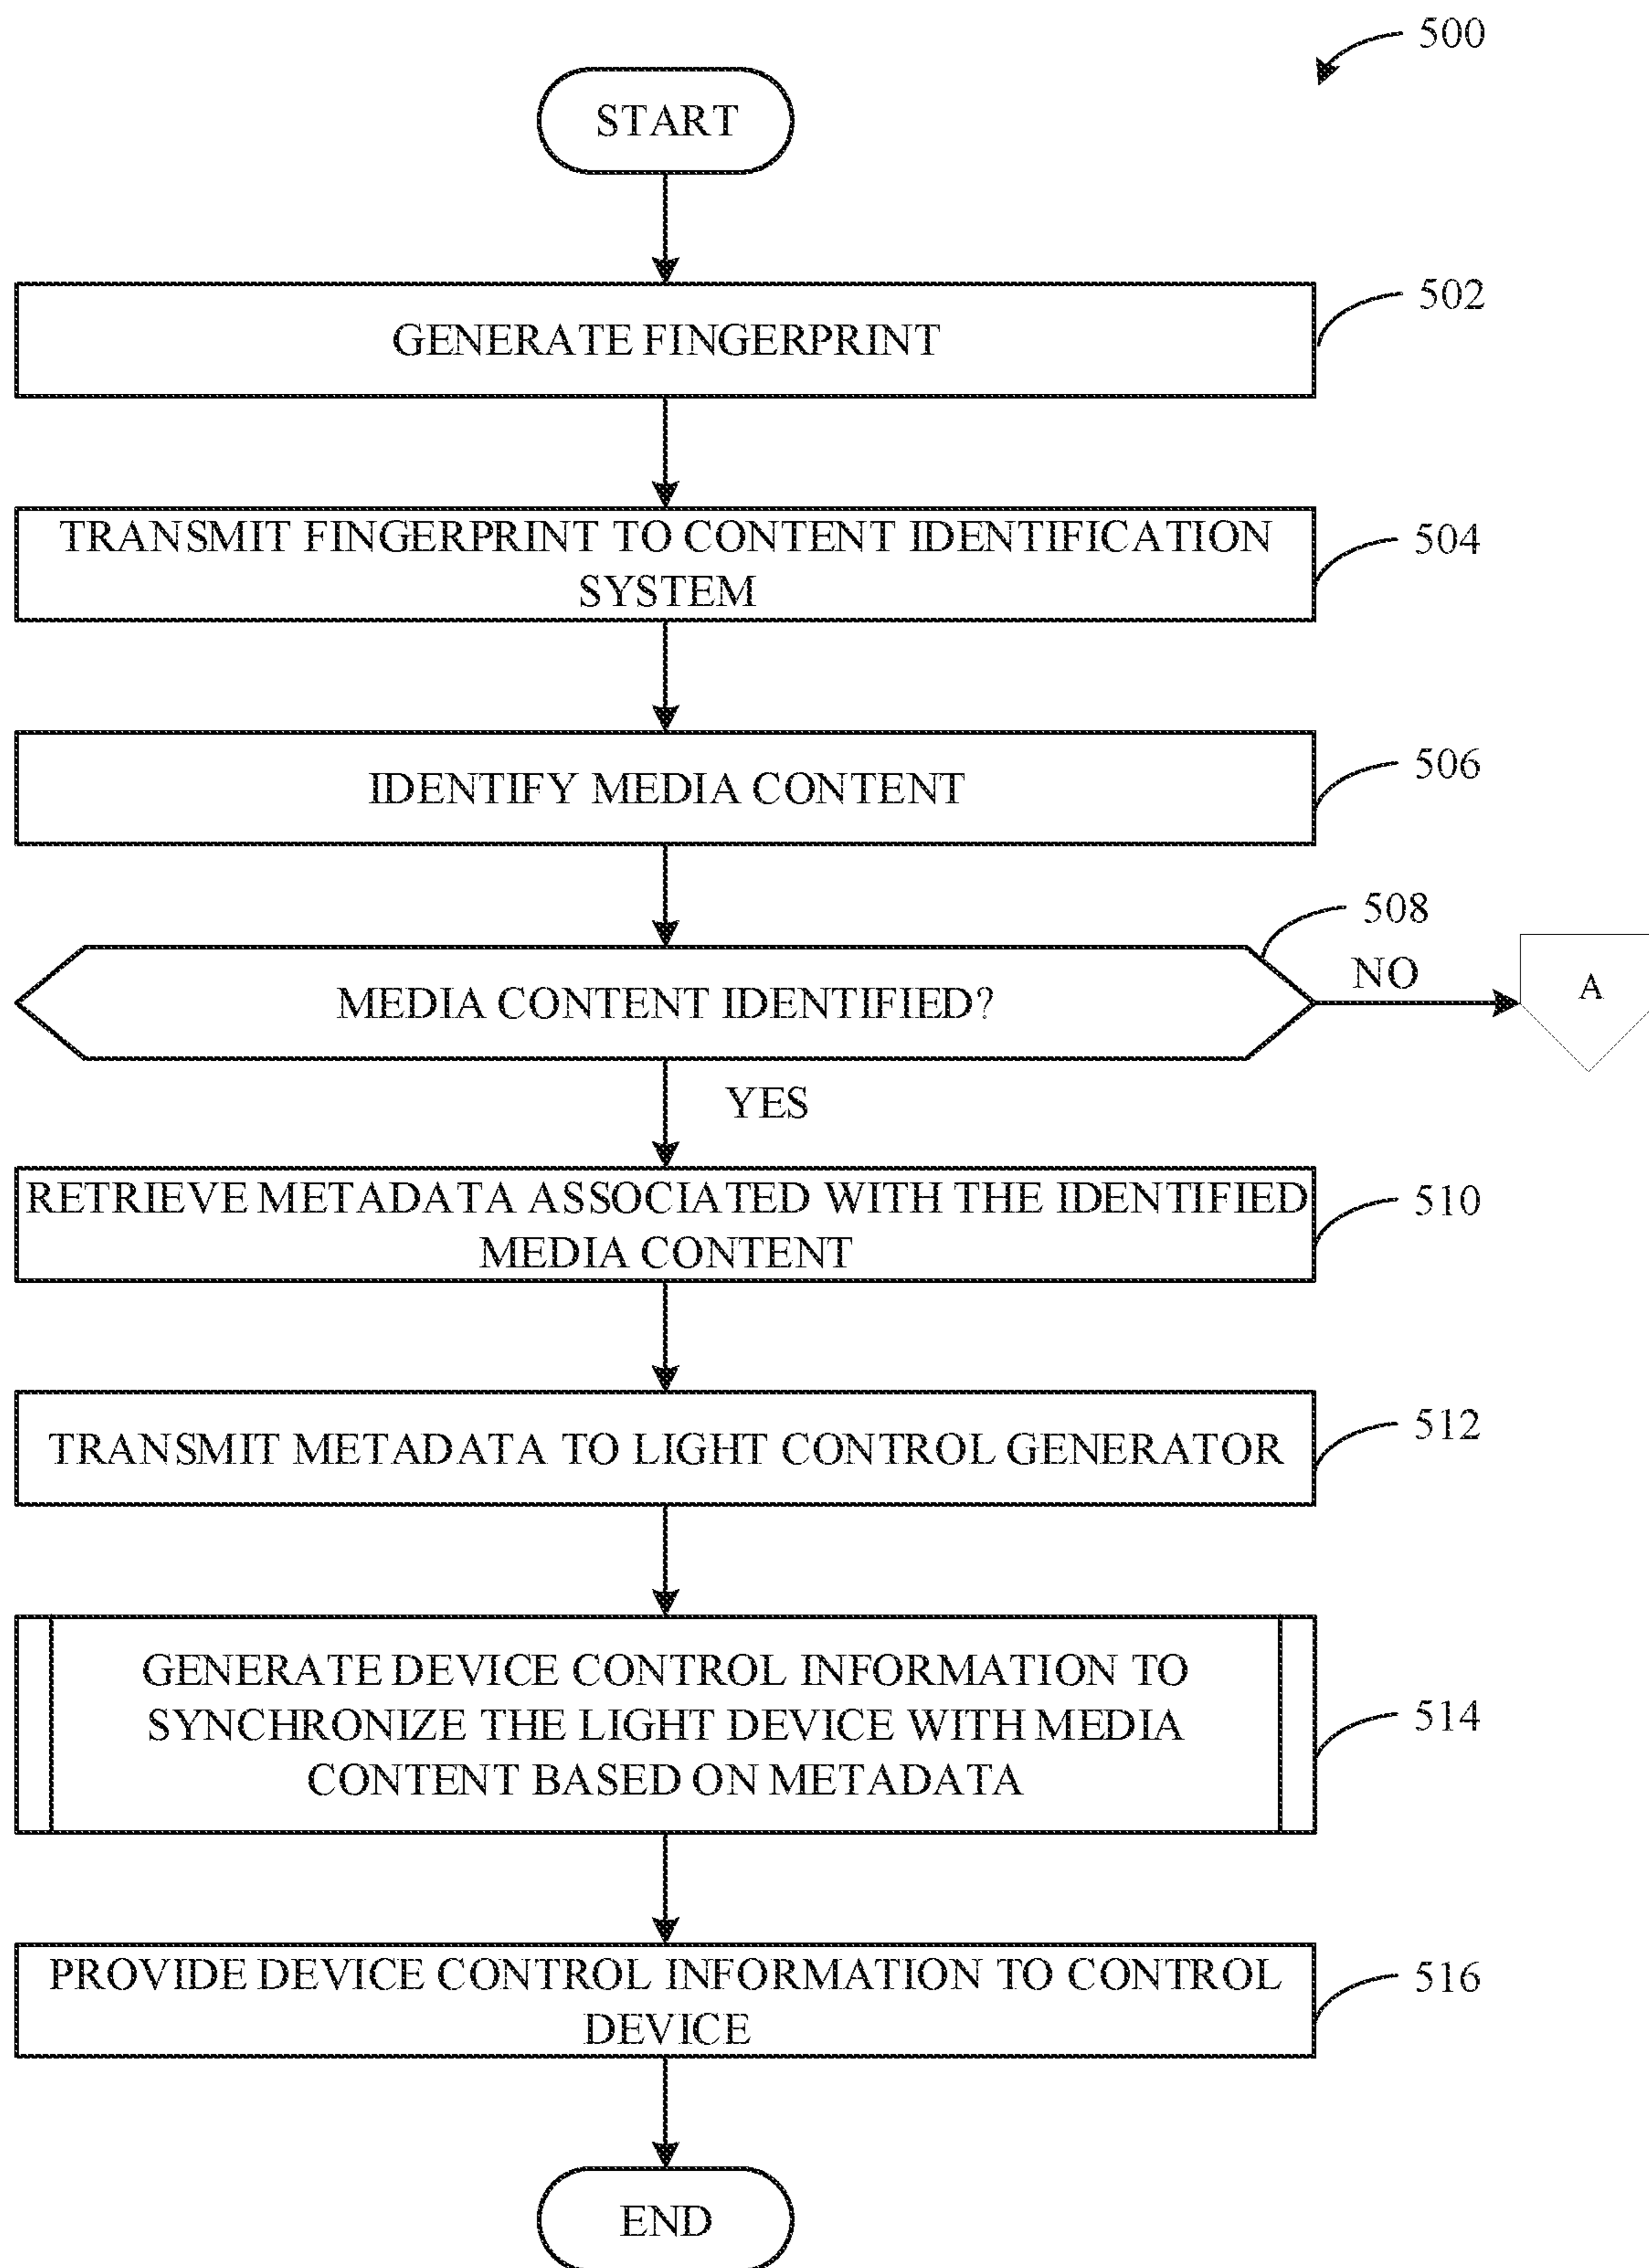 500
START
502
GENERATE FINGERPRINT
504
TRANSMIT FINGERPRINT TO CONTENT IDENTIFICATION
SYSTEM
506
IDENTIFY MEDIA CONTENT
508
MEDIA CONTENT IDENTIFIED?
NO
A
YES
RETRIEVE METADATA ASSOCIATED WITH THE IDENTIFIED
MEDIA CONTENT
510
TRANSMIT METADATA TO LIGHT CONTROL GENERATOR
512
GENERATE DEVICE CONTROL INFORMATION TO
SYNCHRONIZE THE LIGHT DEVICE WITH MEDIA
CONTENT BASED ON METADATA
514
PROVIDE DEVICE CONTROL INFORMATION TO CONTROL
DEVICE
516
END